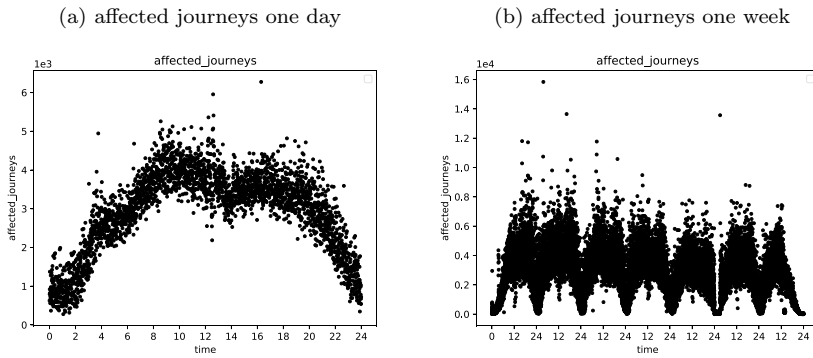 (a) affected journeys one day
affected_journeys
1e3
6
5
4
3
2
1
0
affected_journeys
0 2 4 6 8 10 12 14 16 18 20 22 24
time
(b) affected journeys one week
affected_journeys
1e4
1,6
1,4
1.2
1.0
0.8
0.6
0.4
0.2
0.0
affected_journeys
0 12 24 12 24 12 24 12 24 12 24 12 24 12 24
time